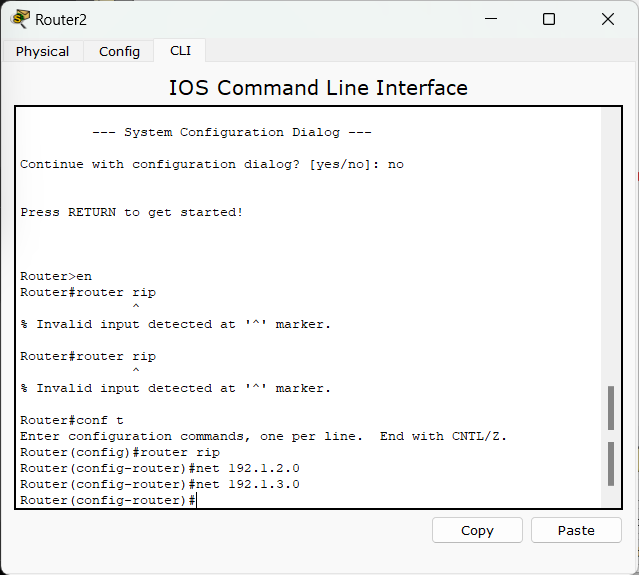 Router2
Physical Config CLI
IOS Command Line Interface
--- System Configuration Dialog ---
Continue with configuration dialog? [yes/no]: no
Press RETURN to get started!
Router>en
Router#router rip
^
% Invalid input detected at '^' marker.
Router#router rip
^
% Invalid input detected at '^' marker.
Router#conf t
Enter configuration commands, one per line.  End with CNTL/Z.
Router(config)#router rip
Router(config-router)#net 192.1.2.0
Router(config-router)#net 192.1.3.0
Router(config-router)#
Copy Paste